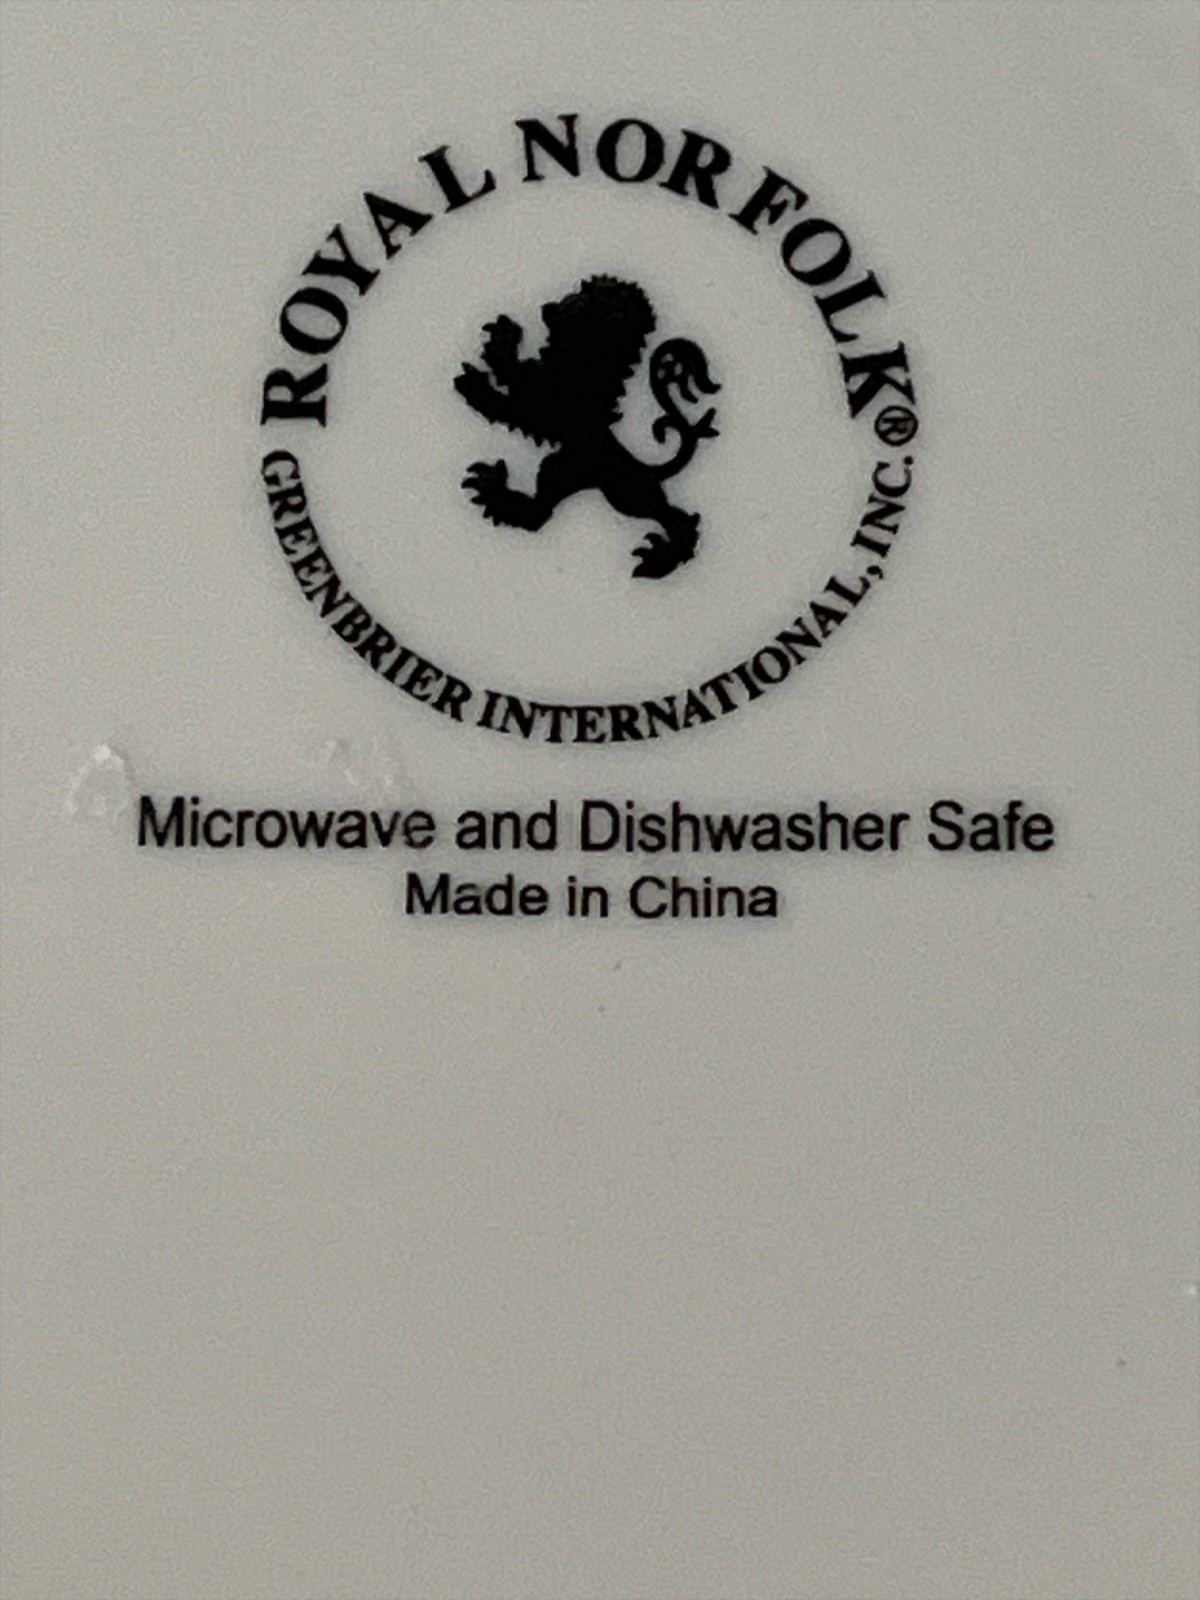 ROYAL NORFOLK®
GREENBRIER INTERNATIONAL, INC.
Microwave and Dishwasher Safe
Made in China